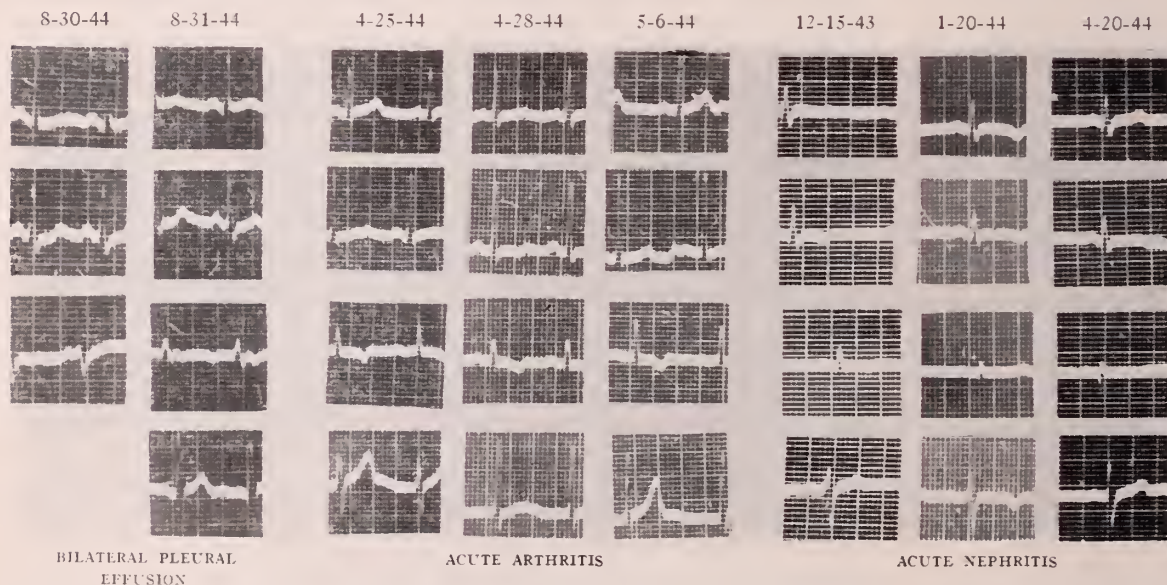 8-30-44 8-31-44 4-25-44 4-28-44 5-6-44 12-15-43 1-20-44 4-20-44
BILATERAL PLEURAL ACUTE ARTHRITIS ACUTE NEPHRITIS
EFFUSION